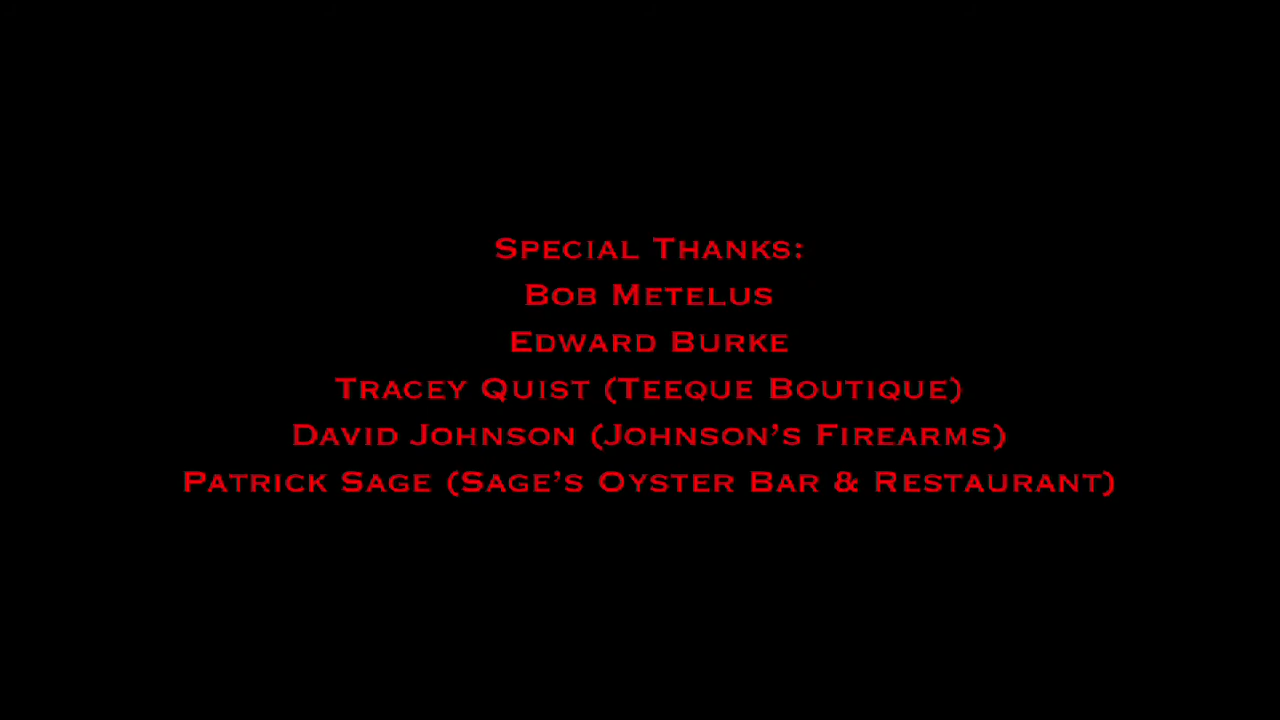 Special Thanks:
Bob Metelus
Edward Burke
Tracey Quist (Teeque Boutique)
David Johnson (Johnson’s Firearms)
Patrick Sage (Sage’s Oyster Bar & Restaurant)